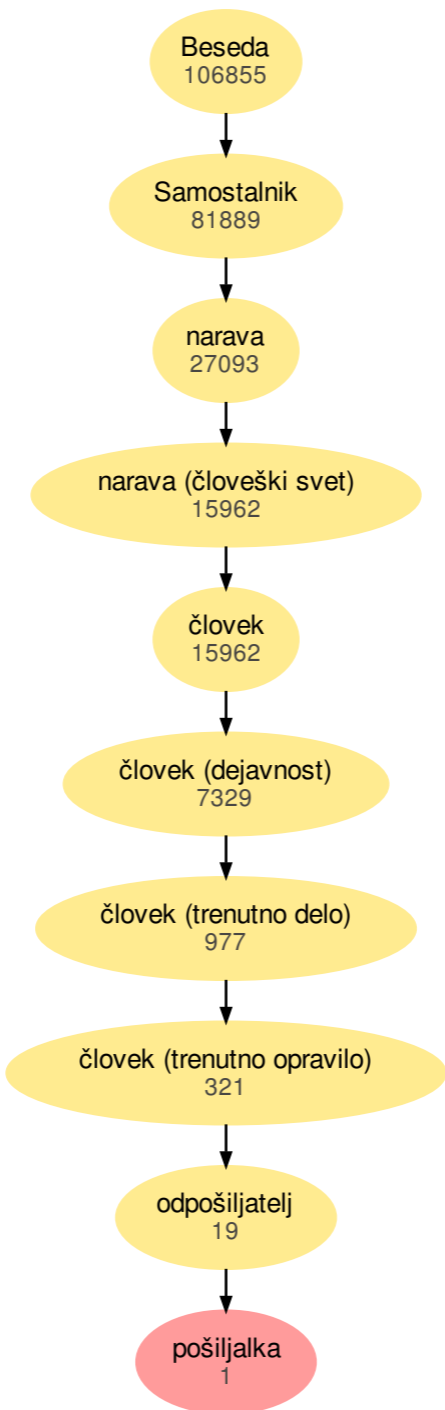 Beseda
106855
Samostalnik
81889
narava
27093
narava (človeški svet)
15962
človek
15962
človek (dejavnost)
7329
človek (trenutno delo)
977
človek (trenutno opravilo)
321
odpošiljatelj
19
pošiljalka
1